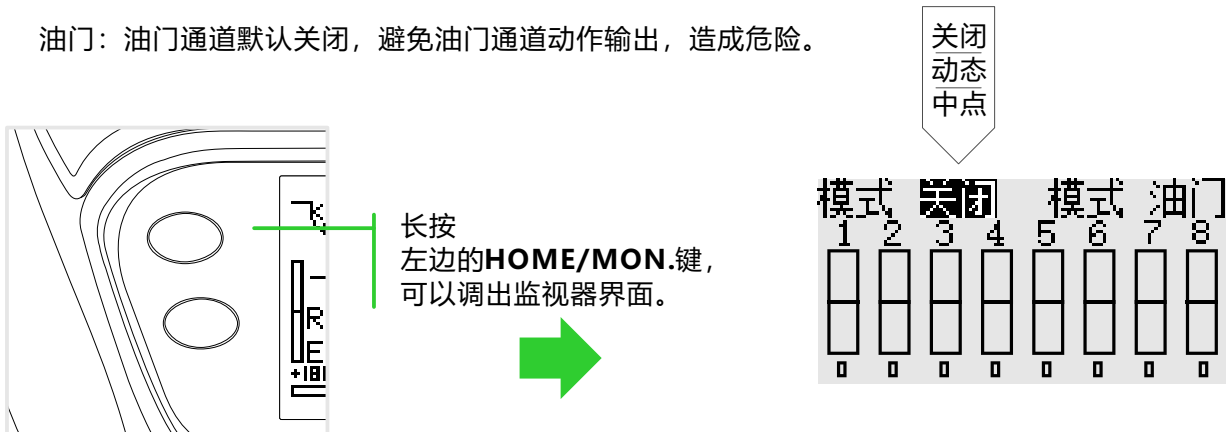 油门：油门通道默认关闭，避免油门通道动作输出，造成危险。
关闭
动态
中点
长按
左边的HOME/MON.键，
可以调出监视器界面。
R
E
模式 关闭 模式 油门
1 2 3 4 5 6 7 8
0 0 0 0 0 0 0 0